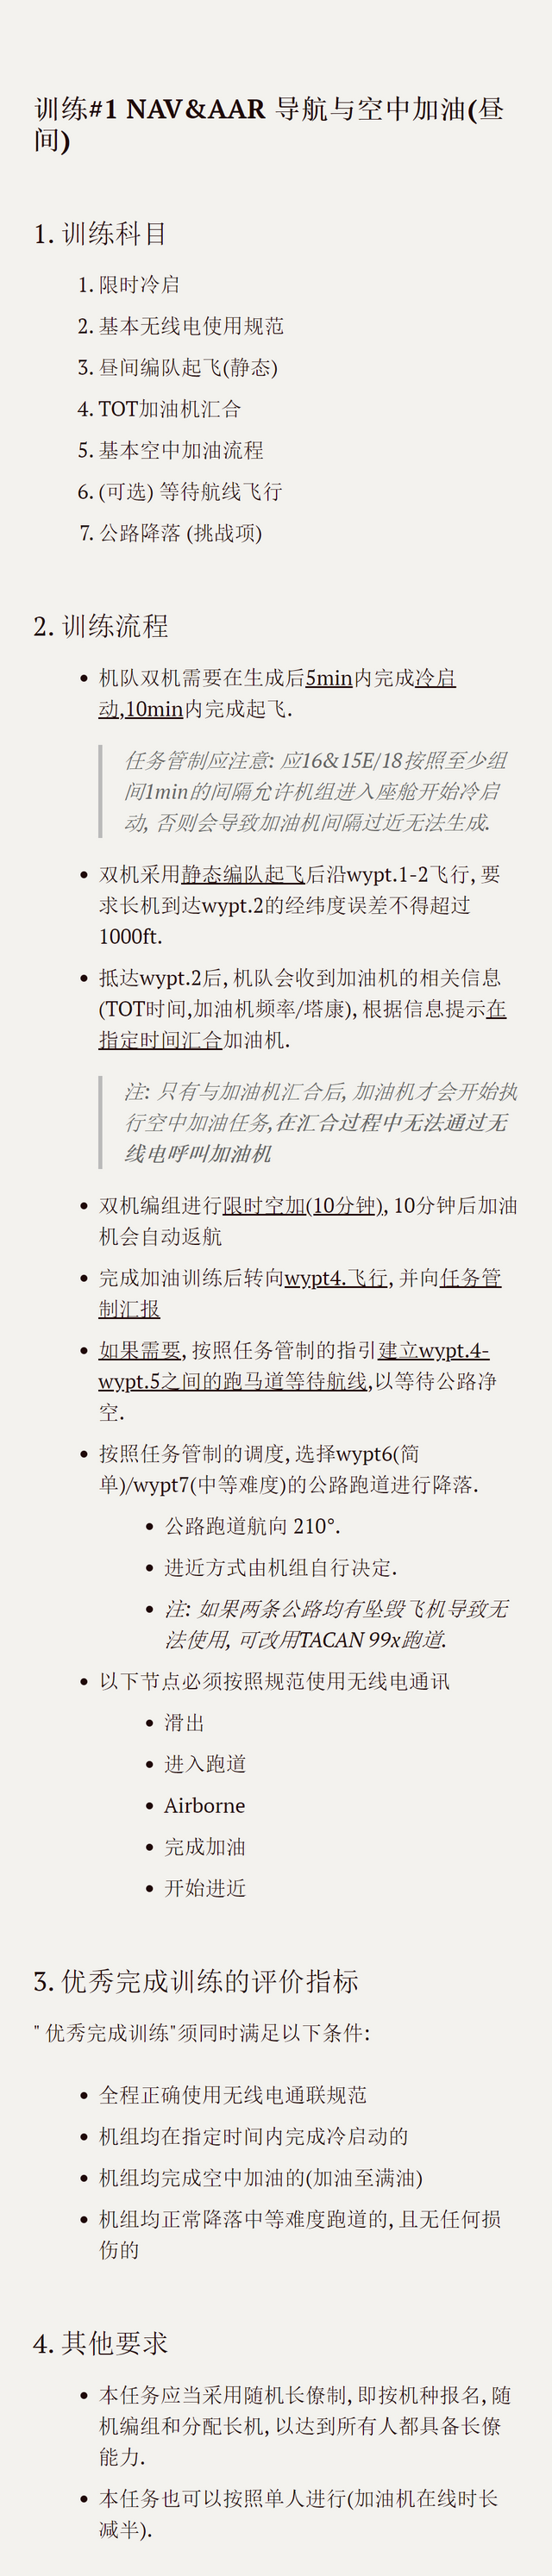 训练#1 NAV&AAR 导航与空中加油(昼
间)
1. 训练科目
1. 限时冷启
2. 基本无线电使用规范
3. 昼间编队起飞(静态)
4. TOT加油机汇合
5. 基本空中加油流程
6. (可选) 等待航线飞行
7. 公路降落 (挑战项)
2. 训练流程
• 机队双机需要在生成后5min内完成冷启
动,10min内完成起飞.
任务管制应注意: 应16&15E/18按照至少组
间1min的间隔允许机组进入座舱开始冷启
动, 否则会导致加油机间隔过近无法生成.
• 双机采用静态编队起飞后沿wypt.1-2飞行, 要
求长机到达wypt.2的经纬度误差不得超过
1000ft.
• 抵达wypt.2后, 机队会收到加油机的相关信息
(TOT时间,加油机频率/塔康), 根据信息提示在
指定时间汇合加油机.
注: 只有与加油机汇合后, 加油机才会开始执
行空中加油任务,在汇合过程中无法通过无
线电呼叫加油机
• 双机编组进行限时空加(10分钟), 10分钟后加油
机会自动返航
• 完成加油训练后转向wypt4.飞行, 并向任务管
制汇报
• 如果需要, 按照任务管制的指引建立wypt.4-
wypt.5之间的跑马道等待航线,以等待公路净
空.
• 按照任务管制的调度, 选择wypt6(简
单)/wypt7(中等难度)的公路跑道进行降落.
• 公路跑道航向 210°.
• 进近方式由机组自行决定.
• 注: 如果两条公路均有坠毁飞机导致无
法使用, 可改用TACAN 99x跑道.
• 以下节点必须按照规范使用无线电通讯
• 滑出
• 进入跑道
• Airborne
• 完成加油
• 开始进近
3. 优秀完成训练的评价指标
" 优秀完成训练"须同时满足以下条件:
• 全程正确使用无线电通联规范
• 机组均在指定时间内完成冷启动的
• 机组均完成空中加油的(加油至满油)
• 机组均正常降落中等难度跑道的, 且无任何损
伤的
4. 其他要求
• 本任务应当采用随机长僚制, 即按机种报名, 随
机编组和分配长机, 以达到所有人都具备长僚
能力.
• 本任务也可以按照单人进行(加油机在线时长
减半).